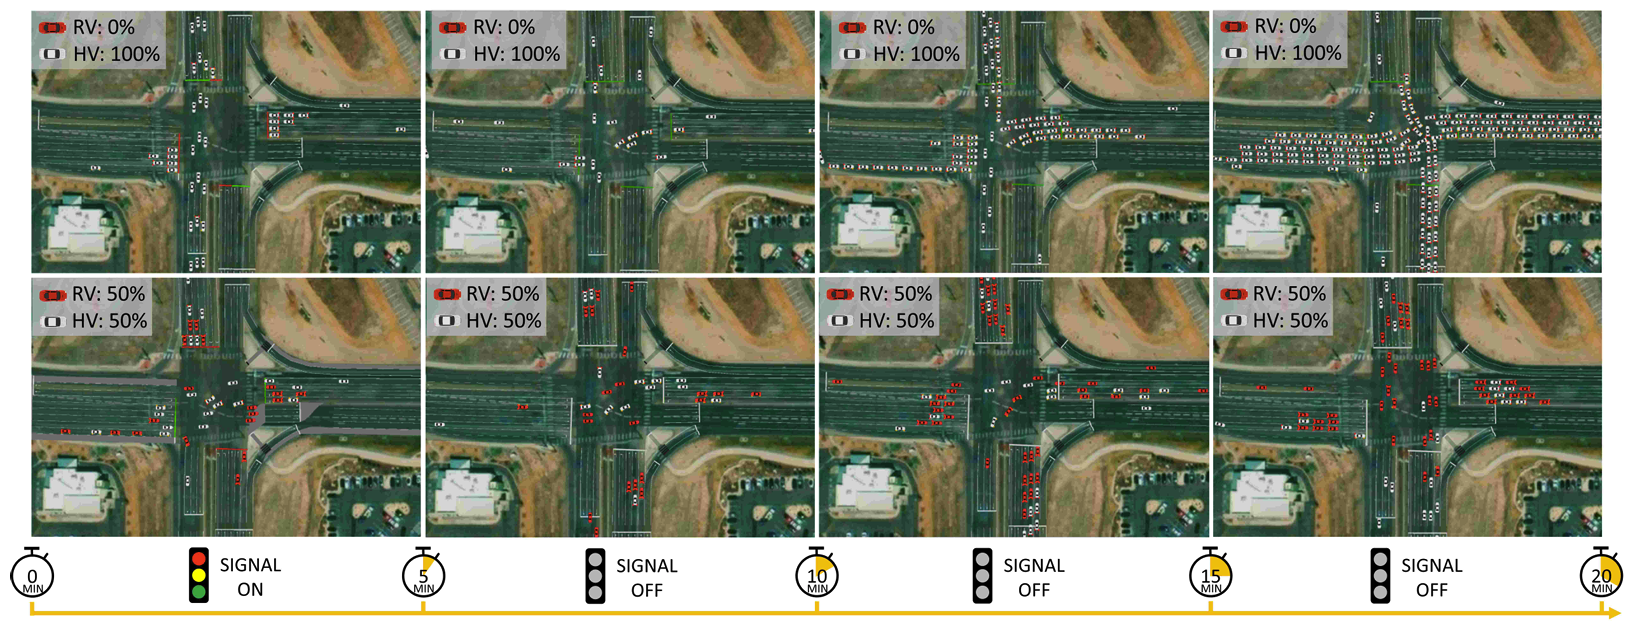 RV: 0%
HV: 100%
RV: 0%
HV: 100%
RV: 0%
HV: 100%
RV: 0%
HV: 100%
RV: 50%
HV: 50%
RV: 50%
HV: 50%
RV: 50%
HV: 50%
RV: 50%
HV: 50%
0
MIN
SIGNAL
ON
5
MIN
SIGNAL
OFF
10
MIN
SIGNAL
OFF
15
MIN
SIGNAL
OFF
20
MIN